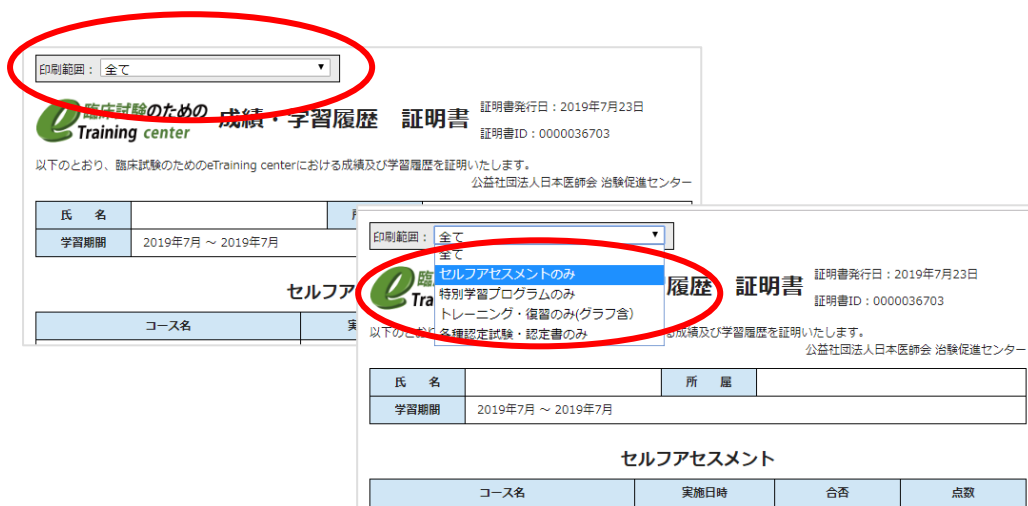 印刷範囲： 全て
臨床試験のための
Training center
成績・学習履歴 証明書
証明書発行日：2019年7月23日
証明書ID：0000036703
以下のとおり、臨床試験のためのeTraining centerにおける成績及び学習履歴を証明いたします。
公益社団法人日本医師会 治験促進センター
氏 名
学習期間 2019年7月 ～ 2019年7月
セルフア
コース名
印刷範囲： 全て
全て
セルフアセスメントのみ
特別学習プログラムのみ
トレーニング・復習のみ(グラフ含)
各種認定試験・認定書のみ
臨
Tra
履歴 証明書
証明書発行日：2019年7月23日
証明書ID：0000036703
以下のとおり
る成績及び学習履歴を証明いたします。
公益社団法人日本医師会 治験促進センター
氏 名 所 属
学習期間 2019年7月 ～ 2019年7月
セルフアセスメント
コース名 実施日時 合否 点数